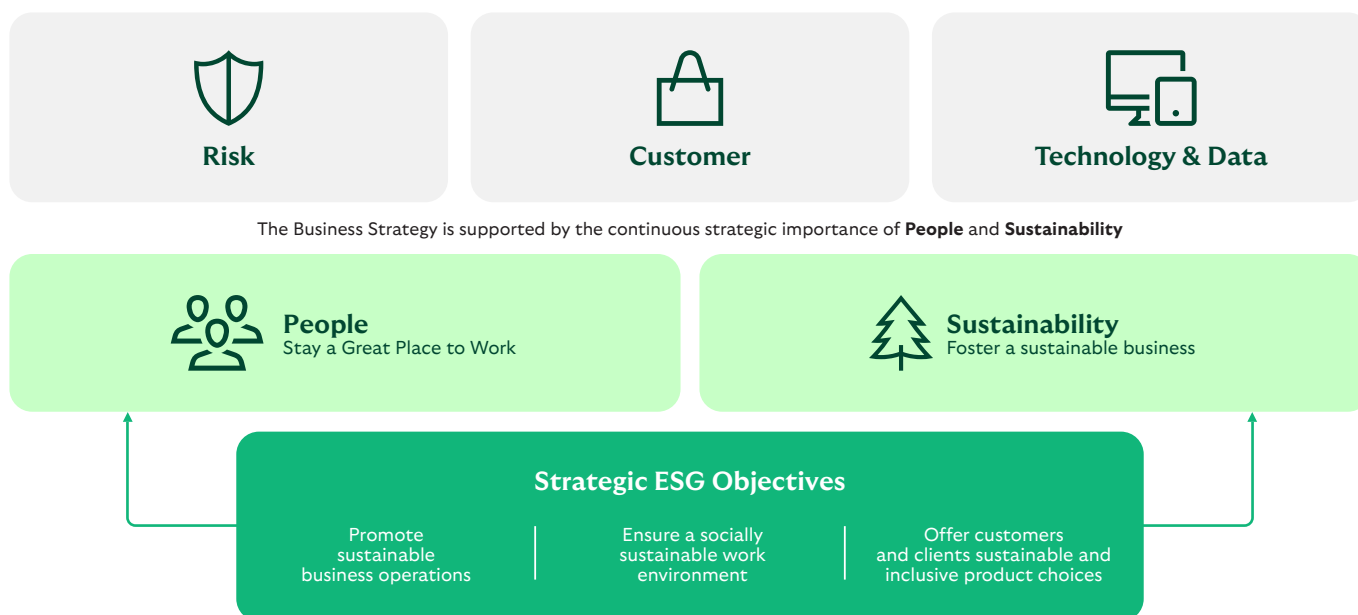 Risk
Customer
Technology & Data
The Business Strategy is supported by the continuous strategic importance of People and Sustainability
People
Stay a Great Place to Work
Sustainability
Foster a sustainable business
Strategic ESG Objectives
Promote
sustainable
business operations
Ensure a socially
sustainable work
environment
Offer customers
and clients sustainable and
inclusive product choices